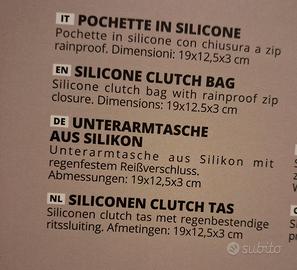 IT POCHETTE IN SILICONE
Pochette in silicone con chiusura a zip
rainproof. Dimensioni: 19x12,5x3 cm
EN SILICONE CLUTCH BAG
Silicone clutch bag with rainproof zip
closure. Dimensions: 19x12.5x3 cm
DE UNTERARMTASCHE
AUS SILIKON
Unterarmtasche aus Silikon mit
regenfestem Reißverschluss.
Abmessungen: 19x12,5x3 cm
NL SILICONEN CLUTCH TAS
Siliconen clutch tas met regenbestendige
ritssluiting. Afmetingen: 19x12,5x3 cm
subito